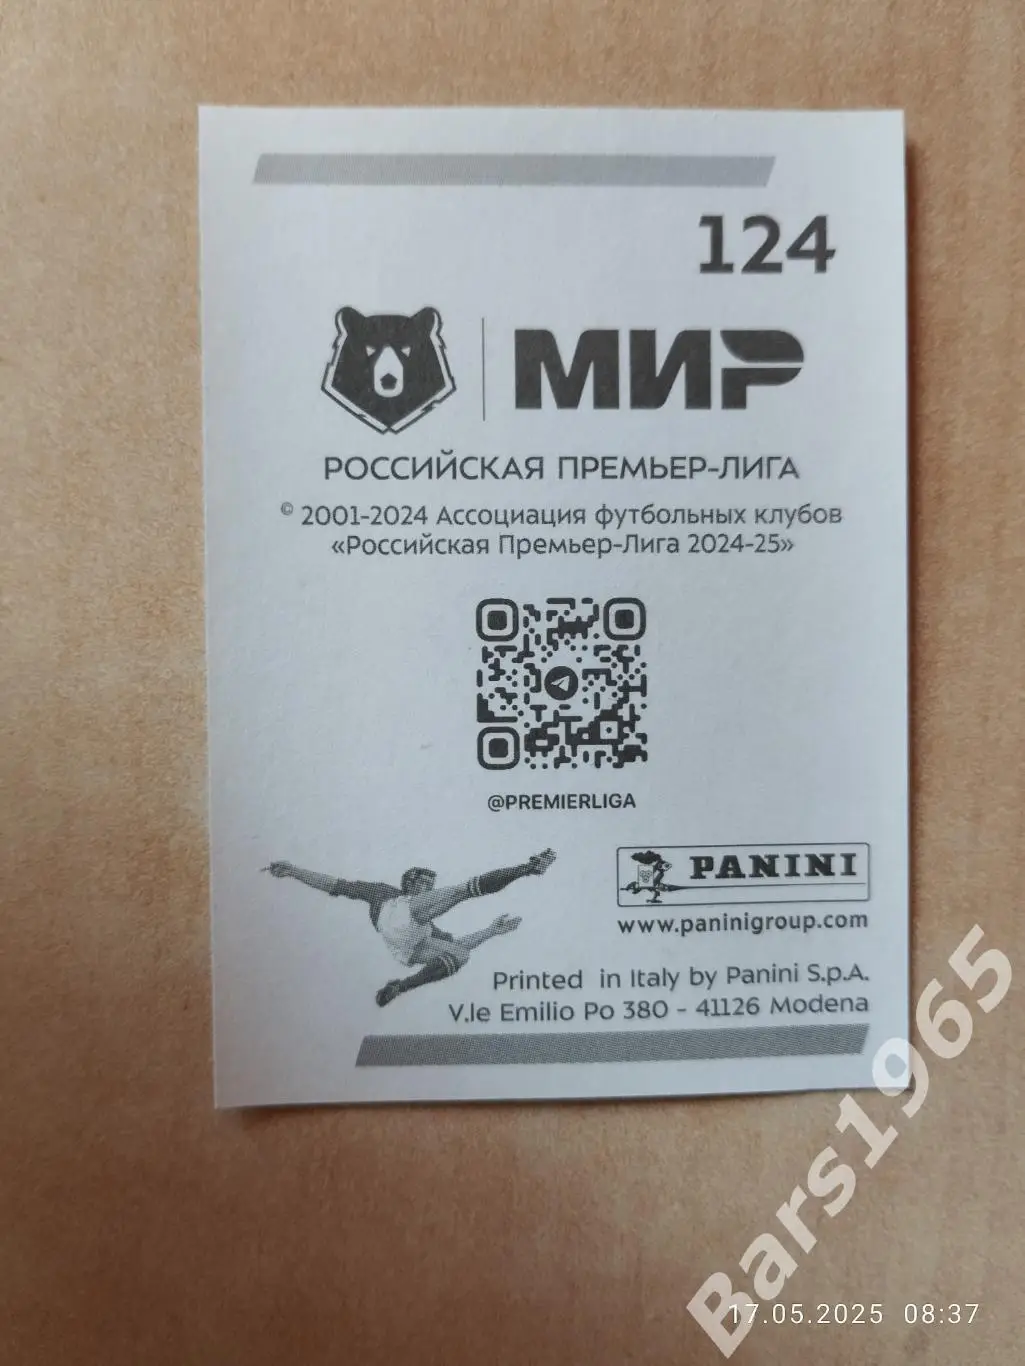 124
МИР
РОССИЙСКАЯ ПРЕМЬЕР-ЛИГА
© 2001-2024 Ассоциация футбольных клубов
«Российская Премьер-Лига 2024-25»
@PREMIERLIGA
PANINI
www.paninigroup.com
Printed in Italy by Panini S.p.A.
V.le Emilio Po 380 - 41126 Modena
Bars1965
17.05.2025 08:37